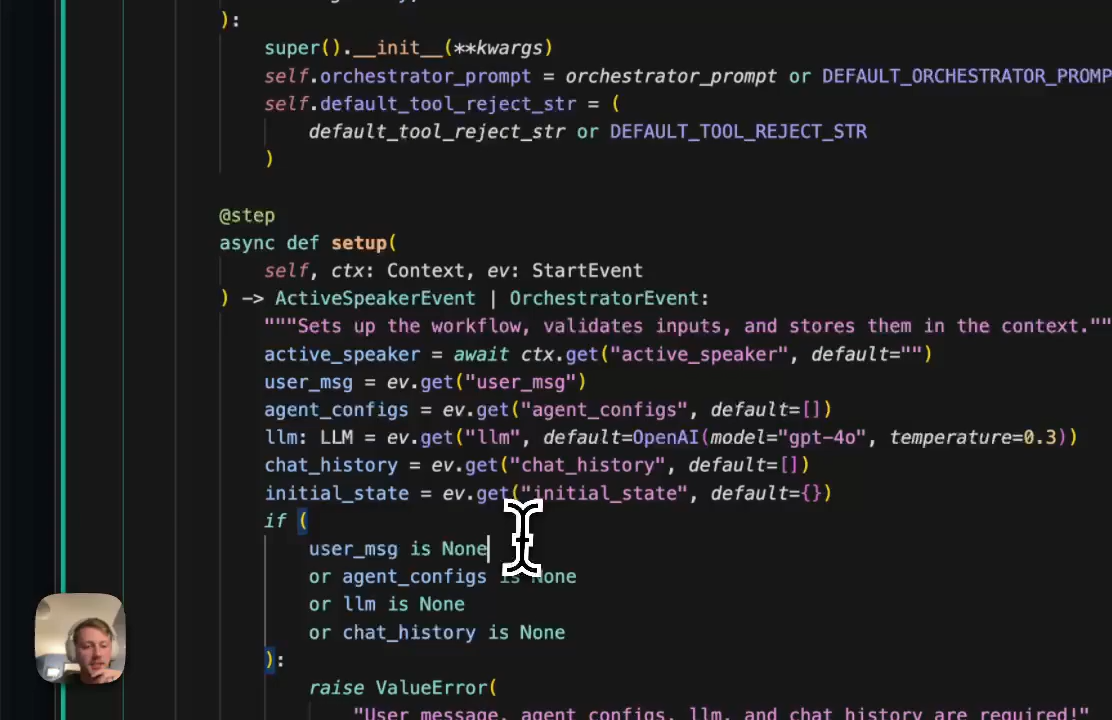 ):
super().__init__(**kwargs)
self.orchestrator_prompt = orchestrator_prompt or DEFAULT_ORCHESTRATOR_PROMP
self.default_tool_reject_str = (
default_tool_reject_str or DEFAULT_TOOL_REJECT_STR
)
@step
async def setup(
self, ctx: Context, ev: StartEvent
) -> ActiveSpeakerEvent | OrchestratorEvent:
"""Sets up the workflow, validates inputs, and stores them in the context.""
active_speaker = await ctx.get("active_speaker", default="")
user_msg = ev.get("user_msg")
agent_configs = ev.get("agent_configs", default=[])
llm: LLM = ev.get("llm", default=OpenAI(model="gpt-4o", temperature=0.3))
chat_history = ev.get("chat_history", default=[])
initial_state = ev.get("initial_state", default={})
if (
user_msg is None
or agent_configs is None
or llm is None
or chat_history is None
):
raise ValueError(
"User message, agent configs, llm, and chat history are required!"